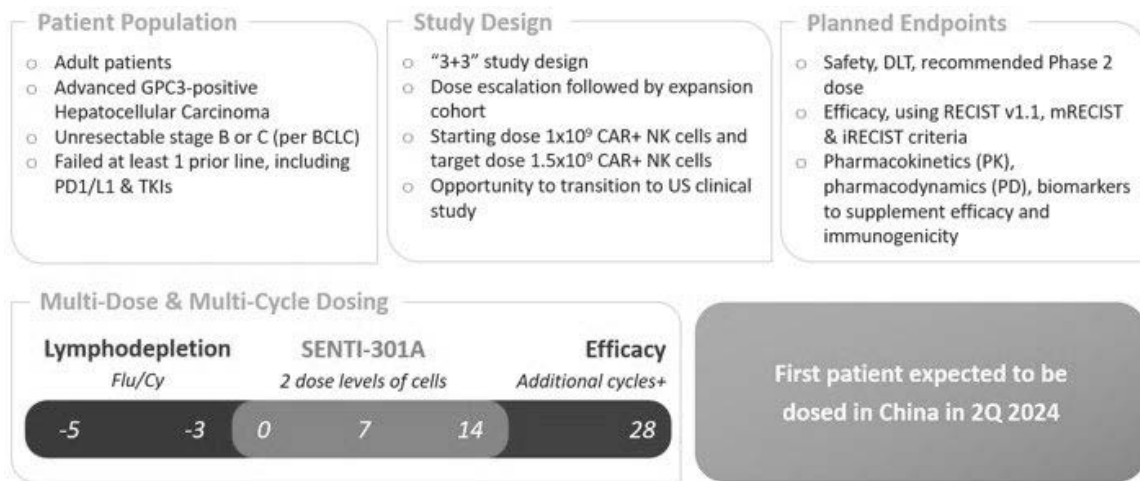 Patient Population
○ Adult patients
○ Advanced GPC3-positive
Hepatocellular Carcinoma
○ Unresectable stage B or C (per BCLC)
○ Failed at least 1 prior line, including
PD1/L1 & TKIs
Study Design
○ “3+3” study design
○ Dose escalation followed by expansion
cohort
○ Starting dose 1x10⁹ CAR+ NK cells and
target dose 1.5x10⁹ CAR+ NK cells
○ Opportunity to transition to US clinical
study
Planned Endpoints
○ Safety, DLT, recommended Phase 2
dose
○ Efficacy, using RECIST v1.1, mRECIST
& iRECIST criteria
○ Pharmacokinetics (PK),
pharmacodynamics (PD), biomarkers
to supplement efficacy and
immunogenicity
Multi-Dose & Multi-Cycle Dosing
Lymphodepletion SENTI-301A Efficacy
Flu/Cy 2 dose levels of cells Additional cycles+
-5 -3 0 7 14 28
First patient expected to be
dosed in China in 2Q 2024